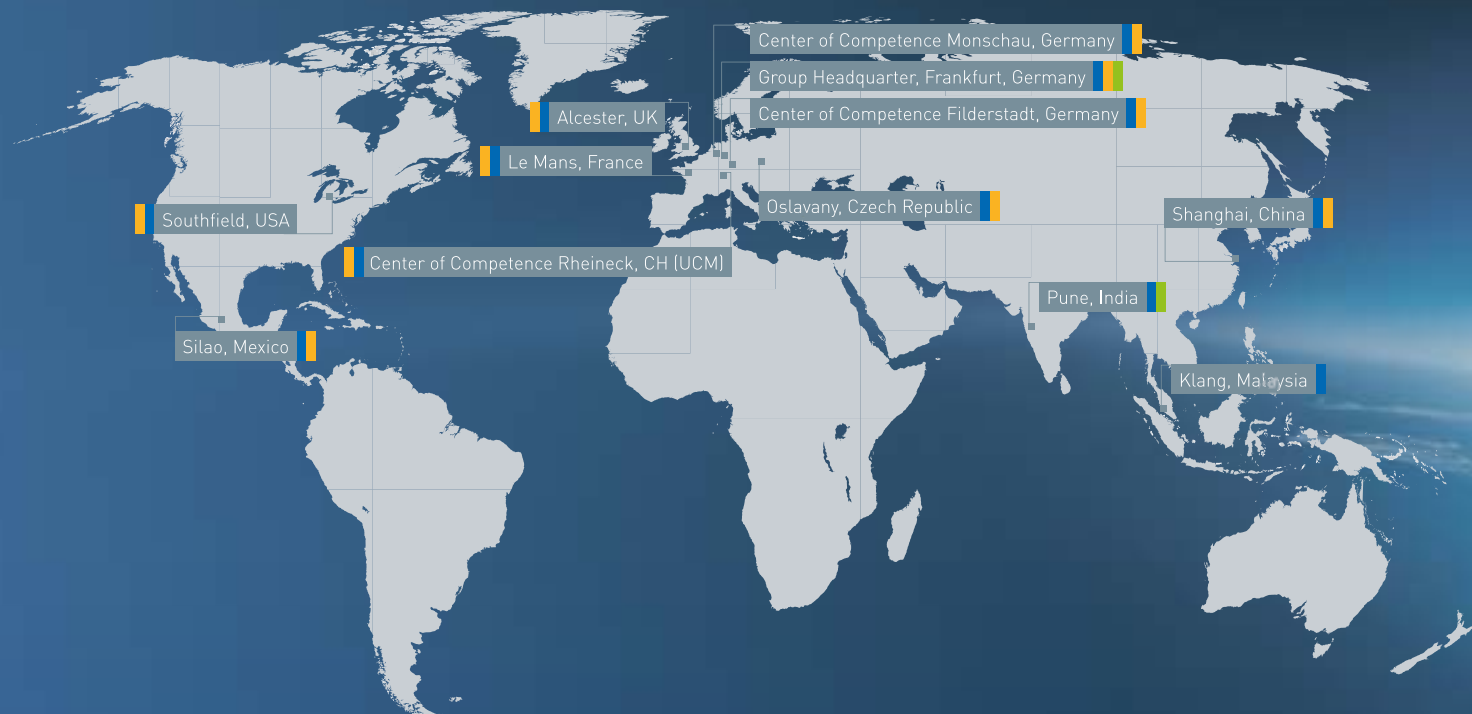 Center of Competence Monschau, Germany
Group Headquarter, Frankfurt, Germany
Center of Competence Filderstadt, Germany
Alcester, UK
Le Mans, France
Oslavany, Czech Republic
Shanghai, China
Southfield, USA
Center of Competence Rheineck, CH (UCM)
Pune, India
Silao, Mexico
Klang, Malaysia